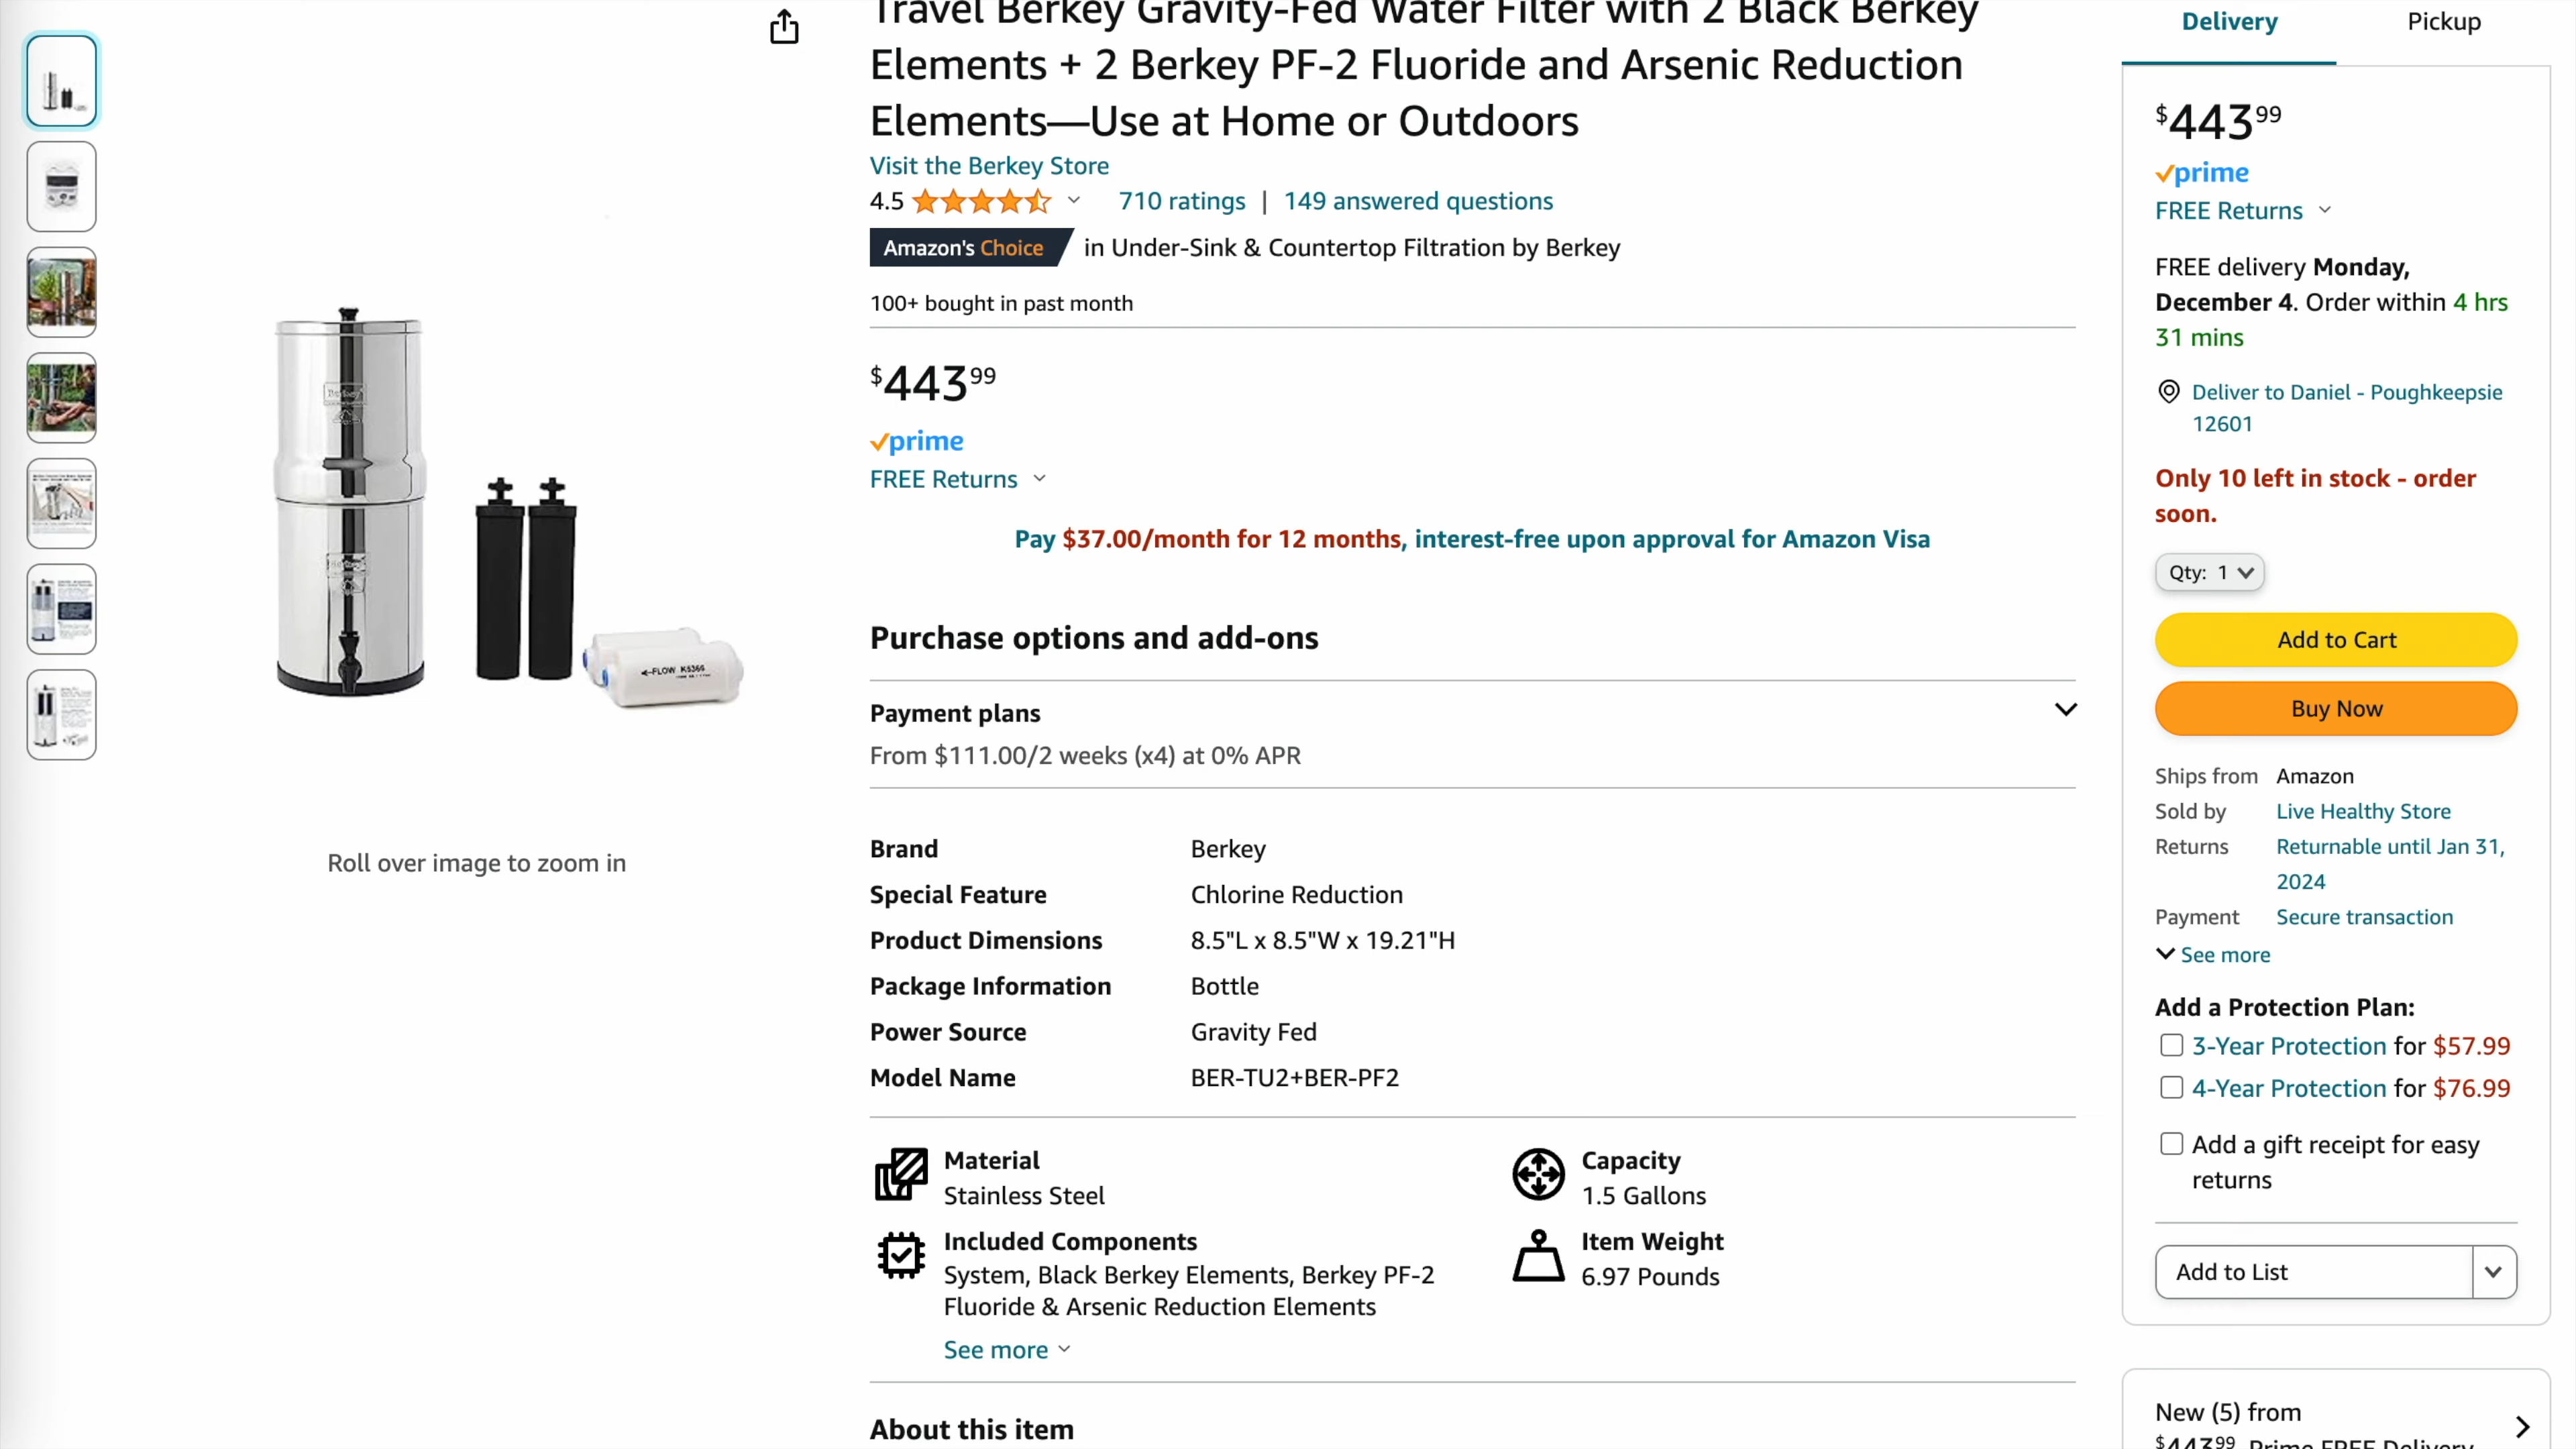 Travel Berkey Gravity-Fed Water Filter with 2 Black Berkey
Elements + 2 Berkey PF-2 Fluoride and Arsenic Reduction
Elements—Use at Home or Outdoors
Visit the Berkey Store
4.5
710 ratings | 149 answered questions
Amazon's Choice in Under-Sink & Countertop Filtration by Berkey
100+ bought in past month
$443 99
prime
FREE Returns
Pay $37.00/month for 12 months, interest-free upon approval for Amazon Visa
Purchase options and add-ons
Payment plans
From $111.00/2 weeks (x4) at 0% APR
FLOW K5366
Roll over image to zoom in
Brand Berkey
Special Feature Chlorine Reduction
Product Dimensions 8.5"L x 8.5"W x 19.21"H
Package Information Bottle
Power Source Gravity Fed
Model Name BER-TU2+BER-PF2
Material
Stainless Steel
Capacity
1.5 Gallons
Included Components
System, Black Berkey Elements, Berkey PF-2
Fluoride & Arsenic Reduction Elements
Item Weight
6.97 Pounds
See more
About this item
Delivery Pickup
$443 99
prime
FREE Returns
FREE delivery Monday,
December 4. Order within 4 hrs
31 mins
Deliver to Daniel - Poughkeepsie
12601
Only 10 left in stock - order
soon.
Qty: 1
Add to Cart
Buy Now
Ships from Amazon
Sold by Live Healthy Store
Returns Returnable until Jan 31,
2024
Payment Secure transaction
See more
Add a Protection Plan:
3-Year Protection for $57.99
4-Year Protection for $76.99
Add a gift receipt for easy
returns
Add to List
New (5) from
$443 99 Prime FREE Delivery